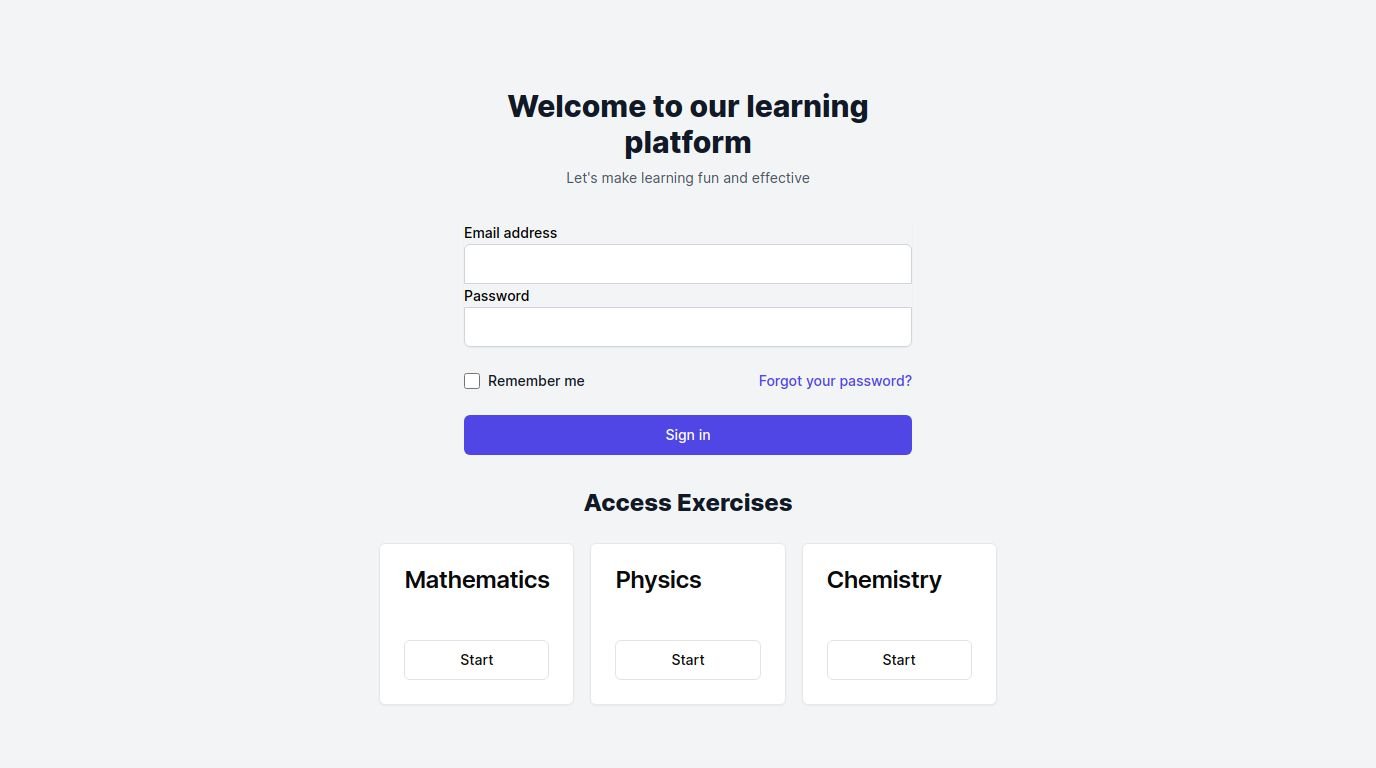 Welcome to our learning
platform
Let's make learning fun and effective
Email address
Password
Remember me
Forgot your password?
Sign in
Access Exercises
Mathematics
Physics
Chemistry
Start
Start
Start